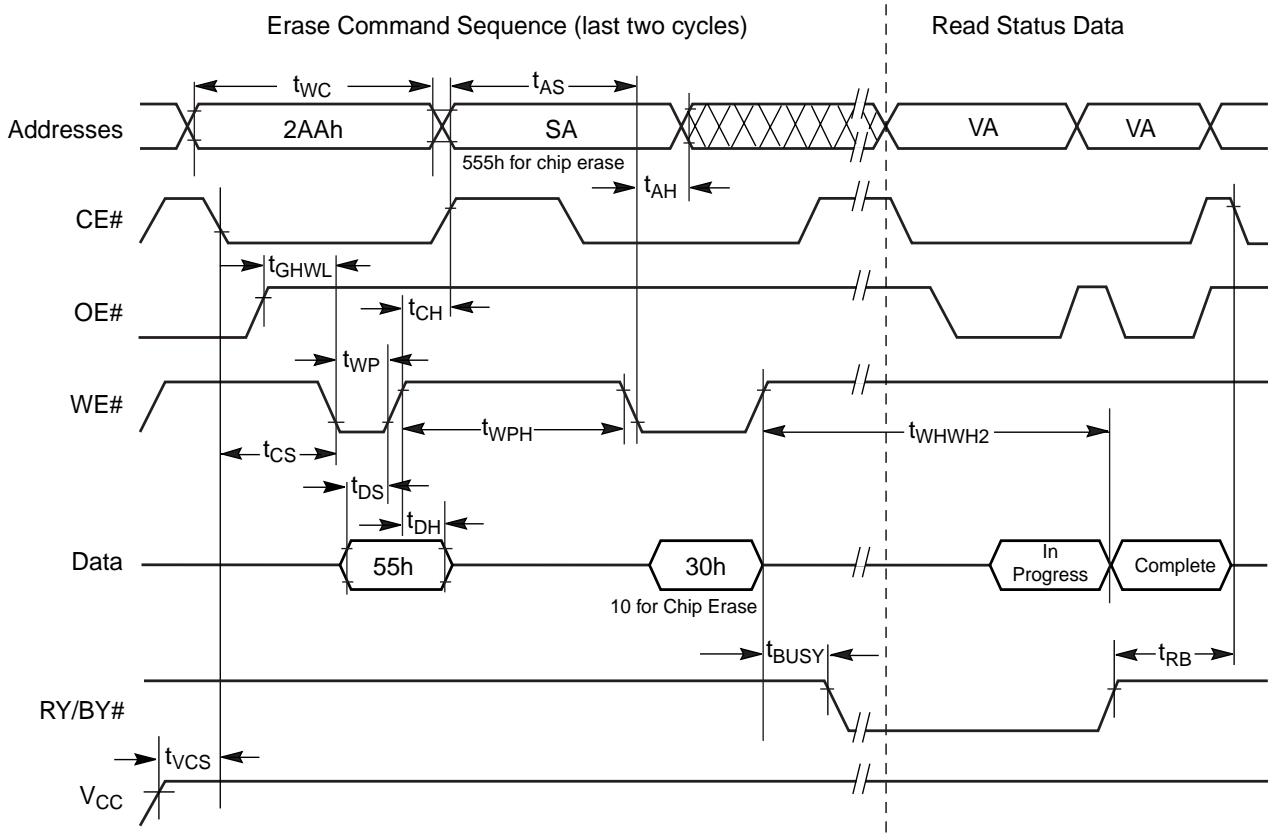 Erase Command Sequence (last two cycles)
Read Status Data
tWC
tAS
Addresses
2AAh
SA
VA
VA
555h for chip erase
tAH
CE#
tGHWL
OE#
tCH
tWP
WE#
tWPH
tWHWH2
tCS
tDS
tDH
Data
55h
30h
In
Progress
Complete
10 for Chip Erase
tBUSY
tRB
RY/BY#
tVCS
VCC